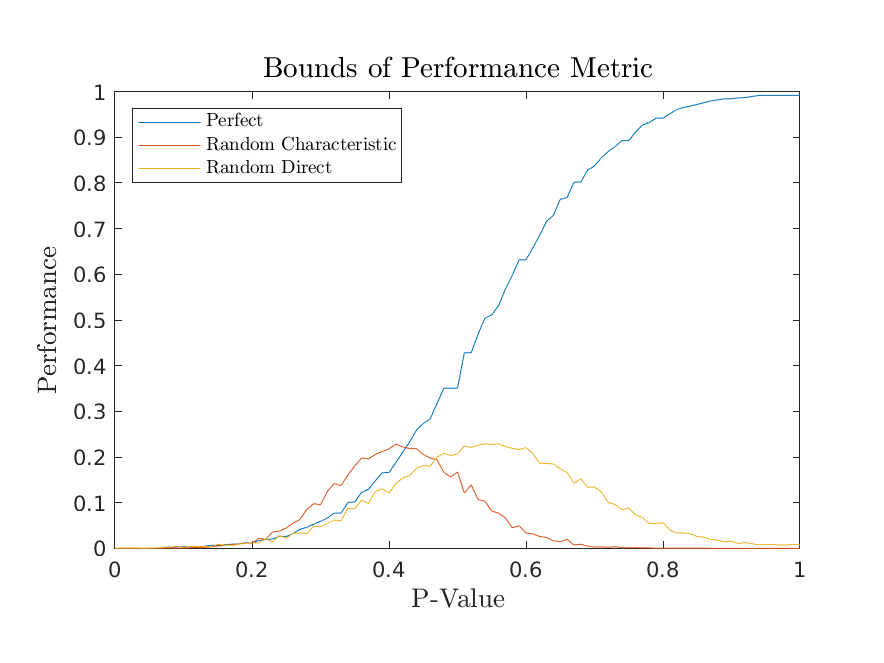 Bounds of Performance Metric
1
0.9
0.8
0.7
0.6
0.5
0.4
0.3
0.2
0.1
0
Performance
Perfect
Random Characteristic
Random Direct
0 0.2 0.4 0.6 0.8 1
P-Value